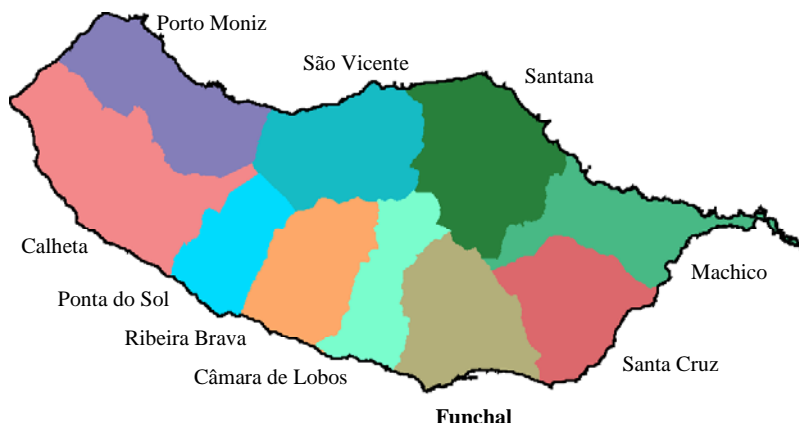 Porto Moniz
São Vicente
Santana
Calheta
Machico
Ponta do Sol
Ribeira Brava
Santa Cruz
Câmara de Lobos
Funchal